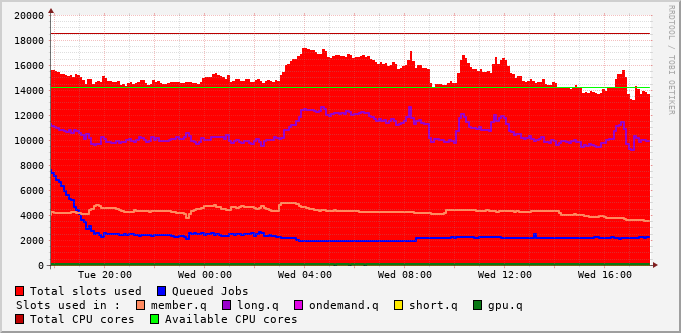 20000
18000
16000
14000
12000
10000
8000
6000
4000
2000
0
Tue 20:00 Wed 00:00 Wed 04:00 Wed 08:00 Wed 12:00 Wed 16:00
RRDTOOL / TOBI OETIKER
Total slots used Queued Jobs
Slots used in : member.q long.q ondemand.q short.q gpu.q
Total CPU cores Available CPU cores